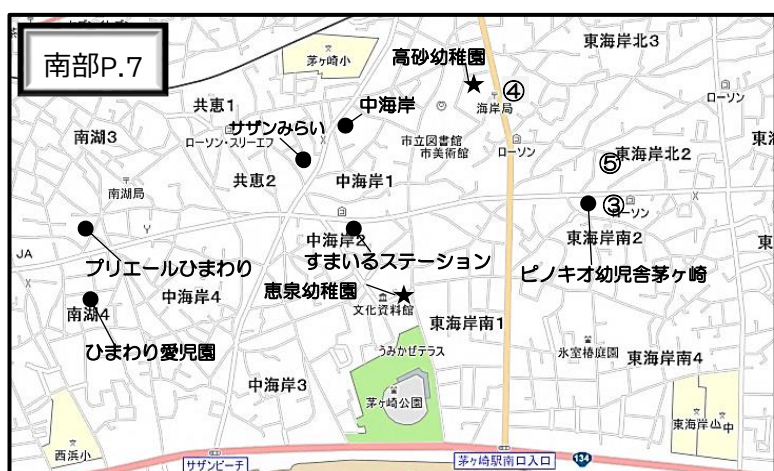 南部P.7
茅ヶ崎小
高砂幼稚園
④
海岸局
東海岸北3
ローソン
共恵1
中海岸
サザンみらい
ローソン・スリーエフ
南湖3
市立図書館
市美術館
ローソン
⑤
東海岸北2
東海
南湖局
共恵2
中海岸1
③
ローソン
中海岸2
すまいるステーション
東海岸南2
東
JA
プリエールひまわり
ピノキオ幼児舎茅ヶ崎
恵泉幼稚園
中海岸4
文化資料館
南湖4
東海岸南1
ひまわり愛児園
うみかぜテラス
氷室椿庭園
東海岸南4
中海岸3
茅ヶ崎公園
東海岸小
中
西浜小
サザンビーチ
茅ヶ崎駅南口入口
134